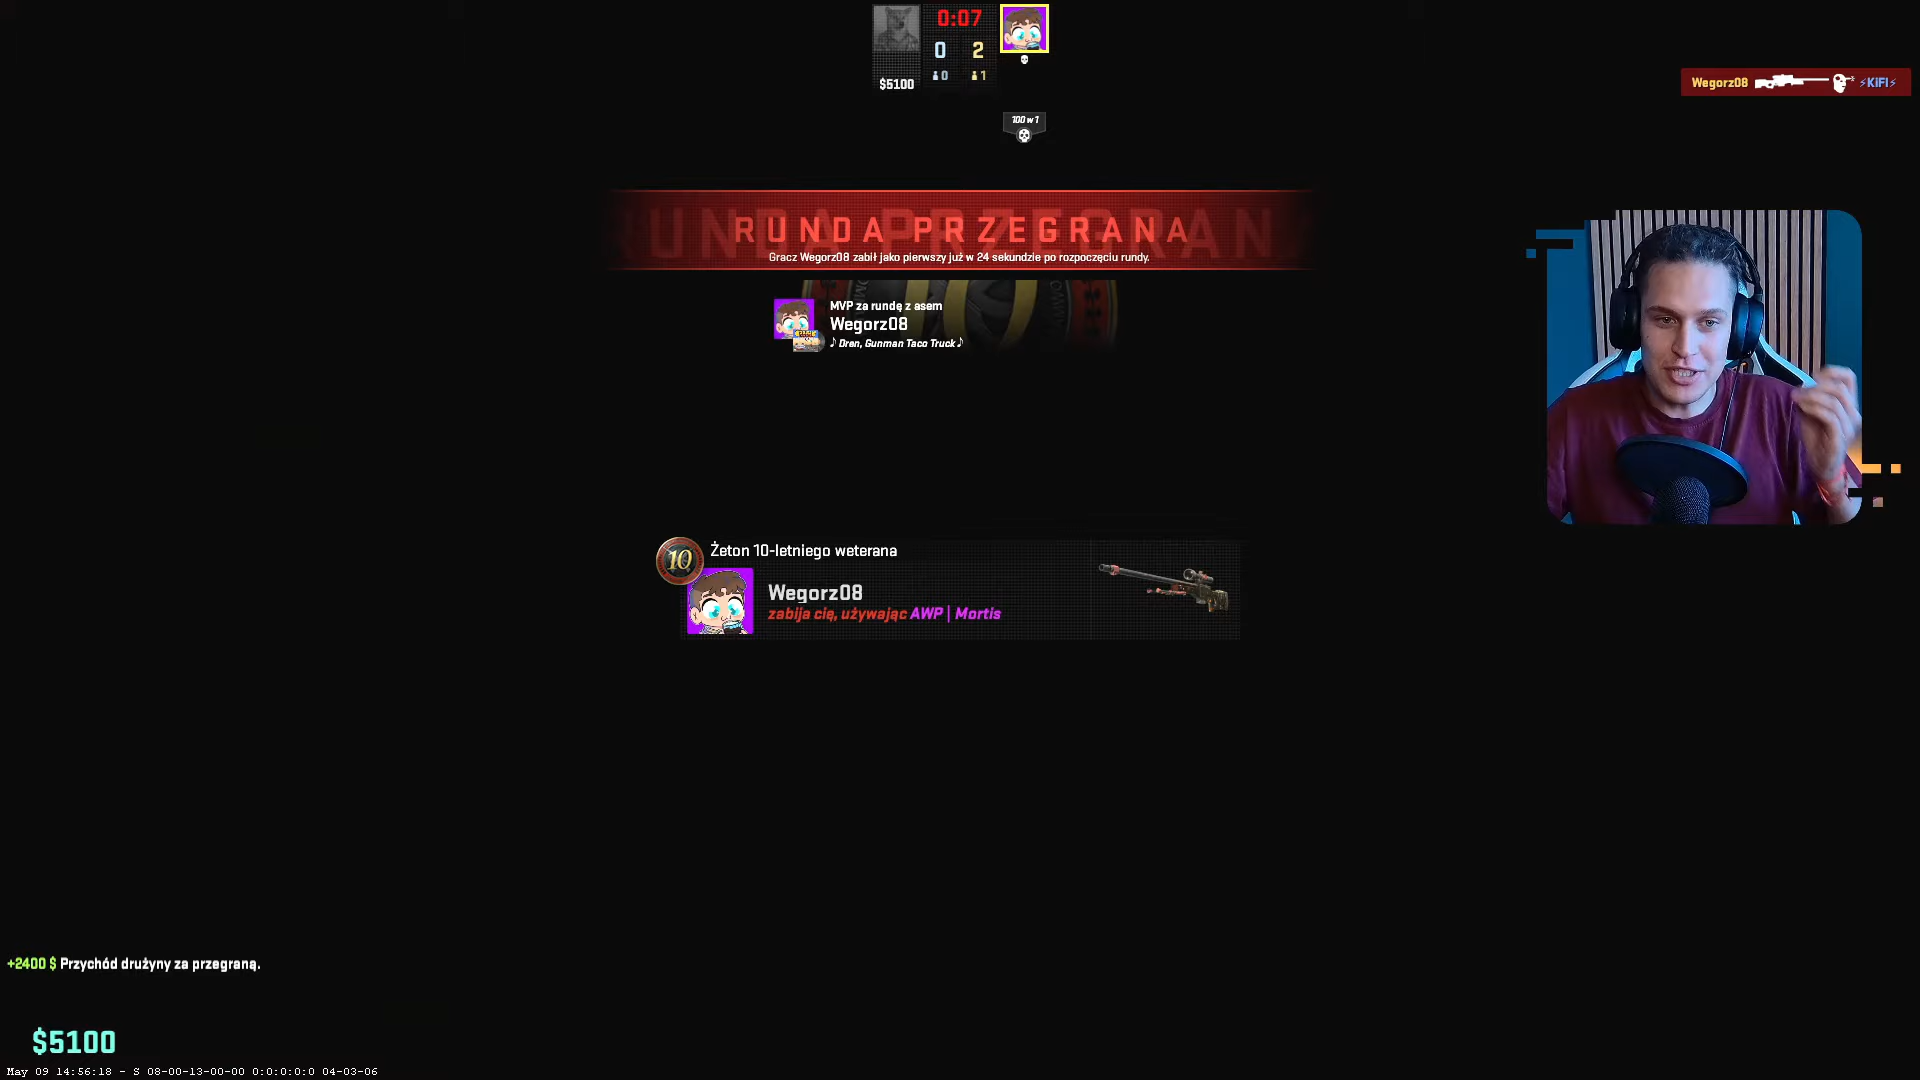 0:07
0 2
0 1
$5100
100 w 1
Wegorz08 ⚡KiFI⚡
RUNDA PRZEGRANA
Gracz Wegorz08 zabił jako pierwszy już w 24 sekundzie po rozpoczęciu rundy.
MVP za rundę z asem
Wegorz08
♪ Dren, Gunman Taco Truck ♪
10
Żeton 10-letniego weterana
Wegorz08
zabija cię, używając AWP | Mortis
+2400 $ Przychód drużyny za przegraną.
$5100
May 09 14:56:18 - S 08-00-13-00-00 0:0:0:0:0 04-03-06